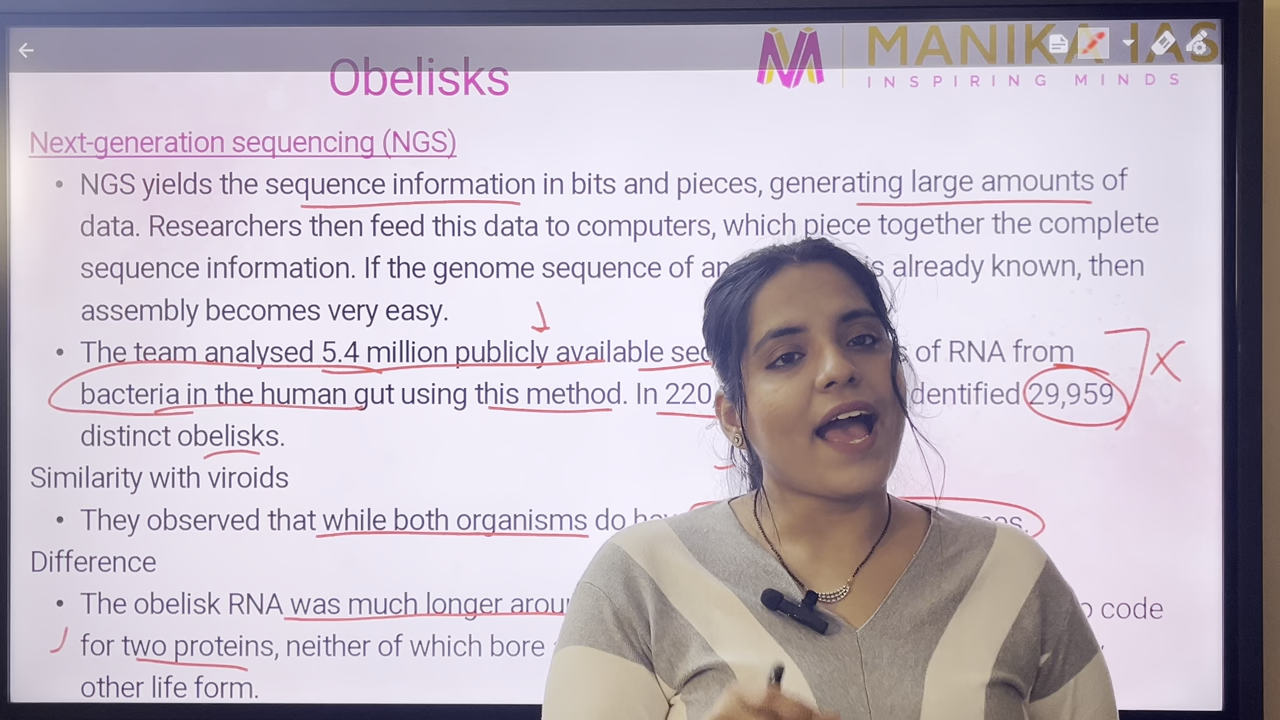 Obelisks
MANIKA IAS
INSPIRING MINDS
Next-generation sequencing (NGS)
• NGS yields the sequence information in bits and pieces, generating large amounts of
data. Researchers then feed this data to computers, which piece together the complete
sequence information. If the genome sequence of an is already known, then
assembly becomes very easy.
• The team analysed 5.4 million publicly available of RNA from
bacteria in the human gut using this method. In 220 identified 29,959
distinct obelisks.
Similarity with viroids
• They observed that while both organisms do
Difference
• The obelisk RNA was much longer code
for two proteins, neither of which bore
other life form.